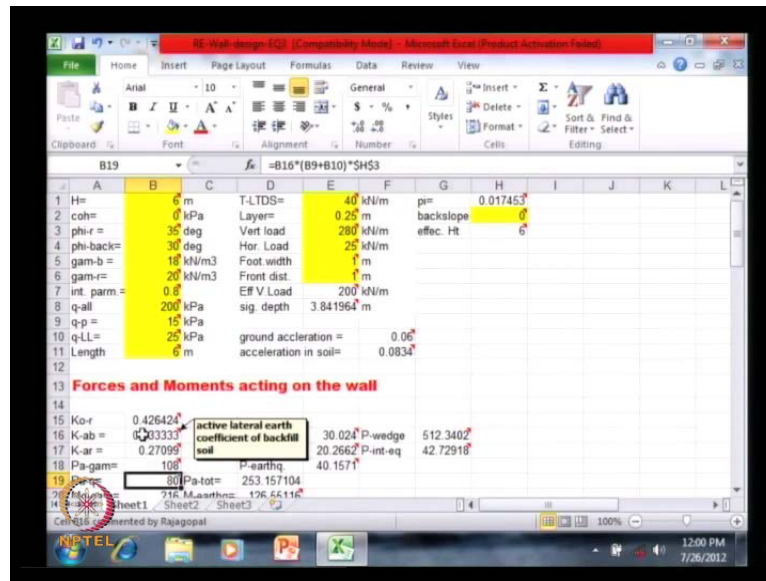 RE-Wall-design-EQ3 [Compatibility Mode] - Microsoft Excel (Product Activation Failed)
File Home Insert Page Layout Formulas Data Review View
Arial 10 General Insert Σ
Paste B I U A A $ % , Styles Delete Format Sort & Filter Find & Select
Clipboard Font Alignment Number Cells Editing
B19 fx =B16*(B9+B10)*$H$3
A B C D E F G H I J K L
1 H= 6 m T-LTDS= 40 kN/m pi= 0.017453
2 coh= 0 kPa Layer= 0.25 m backslope 0
3 phi-r = 35 deg Vert load 280 kN/m effec. Ht 6
4 phi-back= 30 deg Hor. Load 25 kN/m
5 gam-b = 18 kN/m3 Foot.width 1 m
6 gam-r= 20 kN/m3 Front dist. 1 m
7 int. parm.= 0.8 Eff V.Load 200 kN/m
8 q-all 200 kPa sig. depth 3.841964 m
9 q-p = 15 kPa
10 q-LL= 25 kPa ground accleration = 0.06
11 Length 6 m acceleration in soil= 0.0834
12
13 Forces and Moments acting on the wall
14
15 Ko-r 0.426424
16 K-ab = 33333 active lateral earth coefficient of backfill soil 30.024 P-wedge 512.3402
17 K-ar = 0.27099 20.2662 P-int-eq 42.72918
18 Pa-gam= 108 P-earthq. 40.1571
19 80 Pa-tot= 253.157104
216 M-earthq= 126.55116
Sheet1 Sheet2 Sheet3
Cell B16 commented by Rajagopal 100%
NPTEL
12:00 PM
7/26/2012